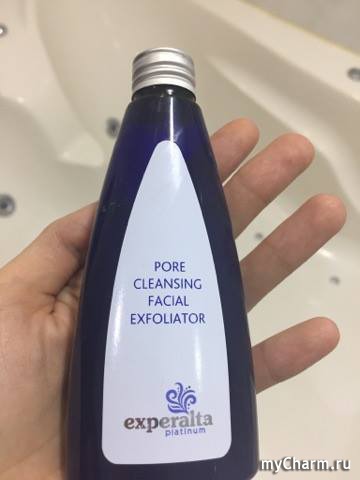 PORE
CLEANSING
FACIAL
EXFOLIATOR
experalta
platinum
myCharm.ru